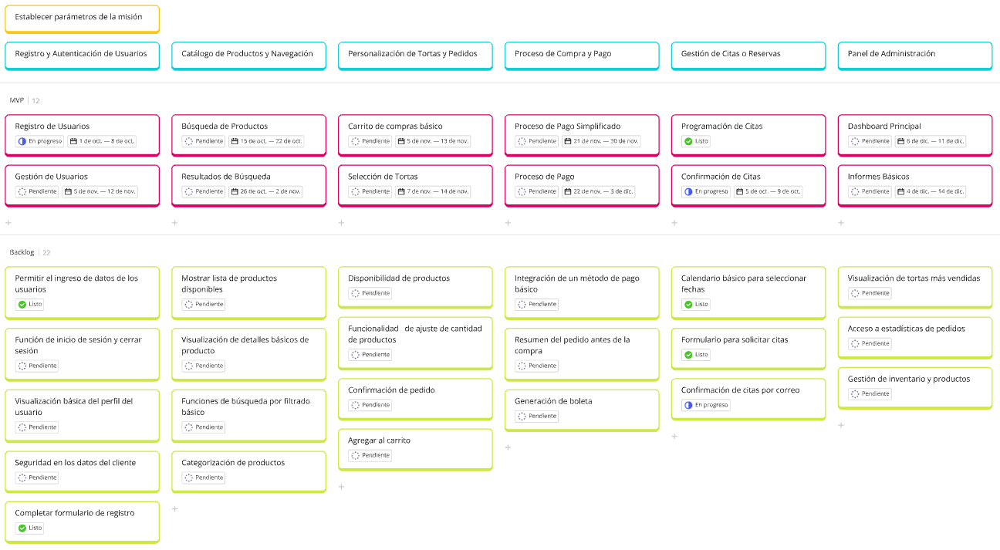 Establecer parámetros de la misión
Registro y Autenticación de Usuarios
Catálogo de Productos y Navegación
Personalización de Tortas y Pedidos
Proceso de Compra y Pago
Gestión de Citas o Reservas
Panel de Administración
MVP 12
Registro de Usuarios
En progreso 1 de oct. — 8 de oct.
Búsqueda de Productos
Pendiente 15 de oct. — 22 de oct.
Carrito de compras básico
Pendiente 5 de nov. — 13 de nov.
Proceso de Pago Simplificado
Pendiente 21 de nov. — 30 de nov.
Programación de Citas
Listo
Dashboard Principal
Pendiente 6 de dic. — 11 de dic.
Gestión de Usuarios
Pendiente 5 de nov. — 12 de nov.
Resultados de Búsqueda
Pendiente 26 de oct. — 2 de nov.
Selección de Tortas
Pendiente 7 de nov. — 14 de nov.
Proceso de Pago
Pendiente 22 de nov. — 3 de dic.
Confirmación de Citas
En progreso 5 de oct. — 9 de oct.
Informes Básicos
Pendiente 4 de dic. — 14 de dic.
Backlog 22
Permitir el ingreso de datos de los
usuarios
Listo
Función de inicio de sesión y cerrar
sesión
Pendiente
Visualización básica del perfil del
usuario
Pendiente
Seguridad en los datos del cliente
Pendiente
Completar formulario de registro
Listo
Mostrar lista de productos
disponibles
Pendiente
Visualización de detalles básicos de
producto
Pendiente
Funciones de búsqueda por filtrado
básico
Pendiente
Categorización de productos
Pendiente
Disponibilidad de productos
Pendiente
Funcionalidad de ajuste de cantidad
de productos
Pendiente
Confirmación de pedido
Pendiente
Agregar al carrito
Pendiente
Integración de un método de pago
básico
Pendiente
Resumen del pedido antes de la
compra
Pendiente
Generación de boleta
Pendiente
Calendario básico para seleccionar
fechas
Listo
Formulario para solicitar citas
Listo
Confirmación de citas por correo
En progreso
Visualización de tortas más vendidas
Pendiente
Acceso a estadísticas de pedidos
Pendiente
Gestión de inventario y productos
Pendiente